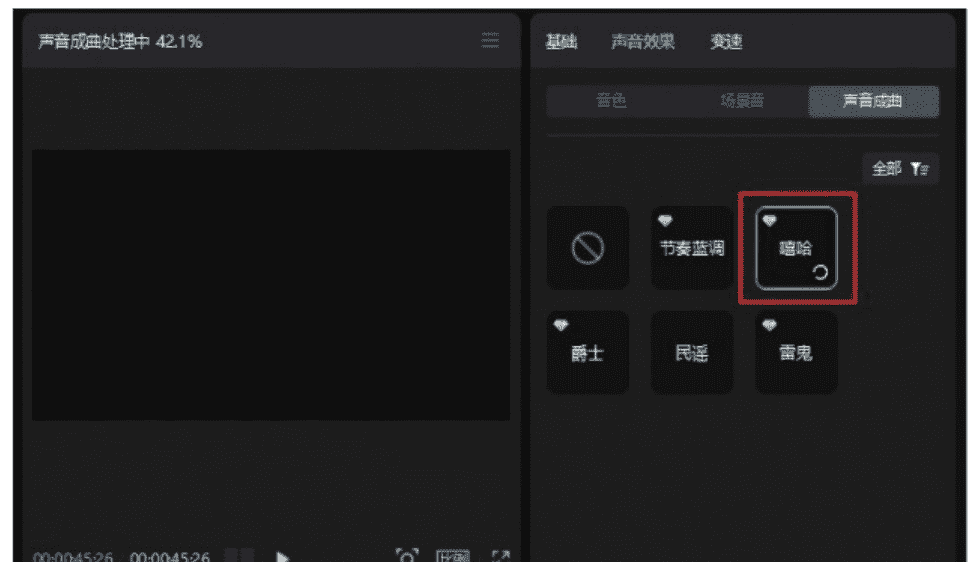 声音成曲处理中 42.1%
基础 声音效果 变速
音色 场景音 声音成曲
全部
节奏蓝调 嘻哈
爵士 民谣 雷鬼
00:00:45:26 00:00:45:26 比例